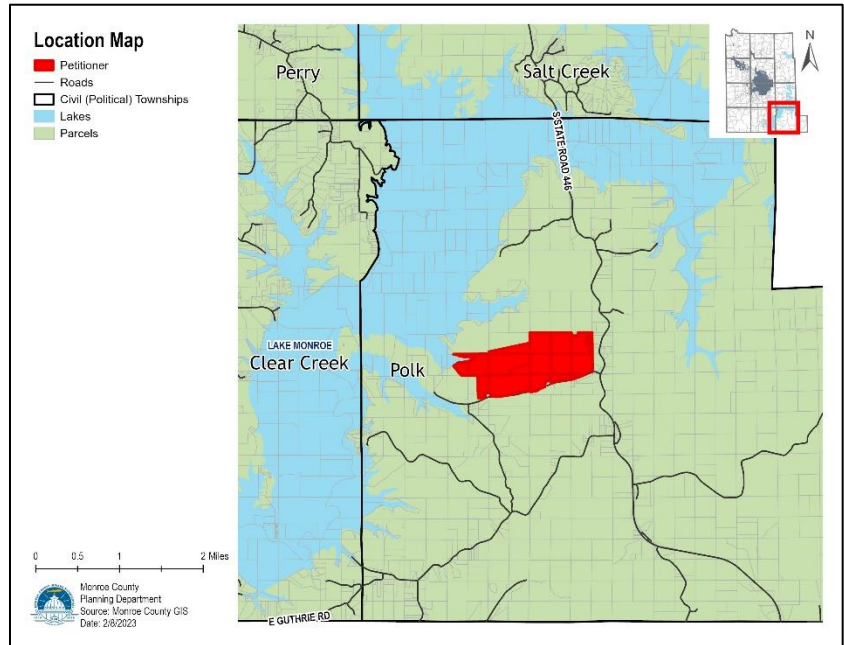 Location Map
Petitioner
Roads
Civil (Political) Townships
Lakes
Parcels
0 0.5 1 2 Miles
Monroe County
Planning Department
Source: Monroe County GIS
Date: 2/8/2023
Perry
Salt Creek
N
S STATE ROAD 446
LAKE MONROE
Clear Creek
Polk
E GUTHRIE RD